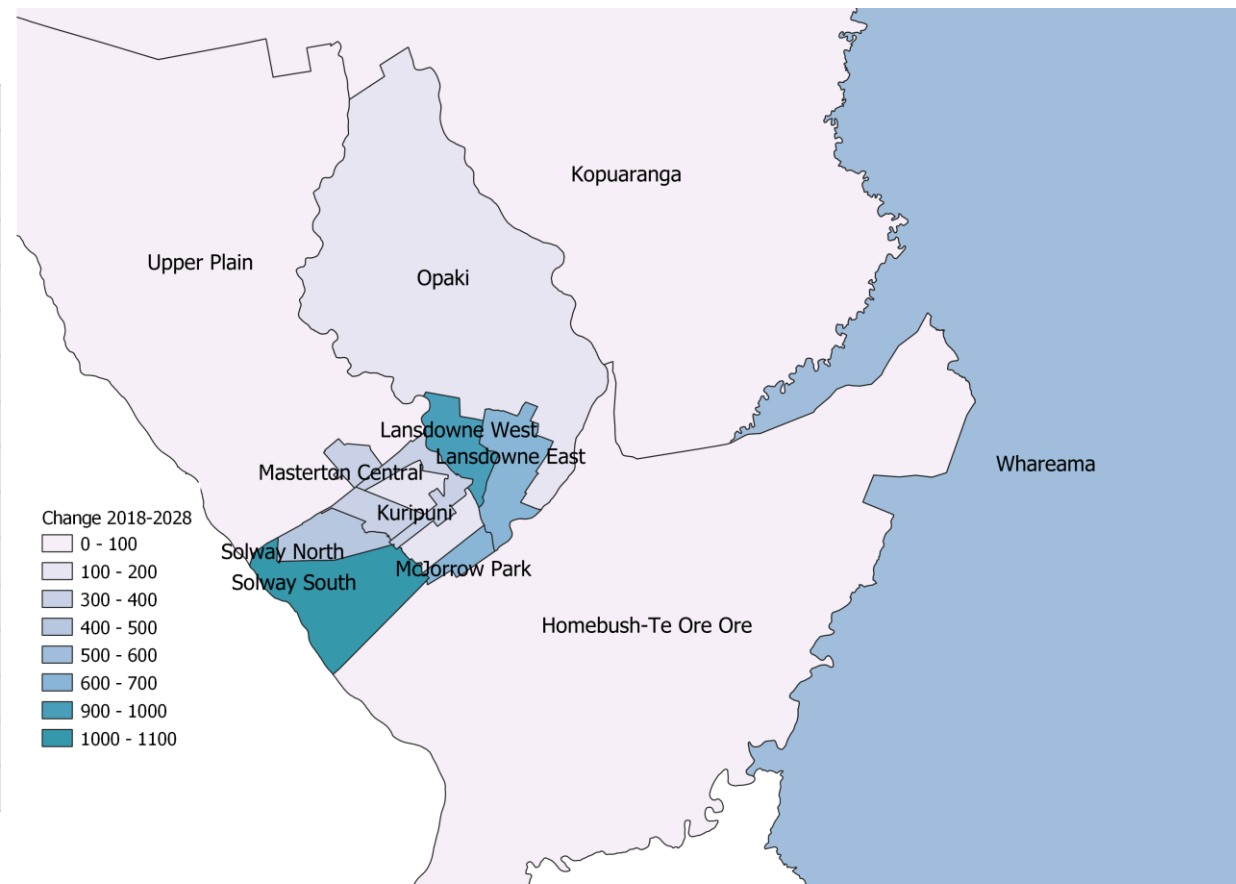 Kopuaranga
Upper Plain
Opaki
Lansdowne West
Lansdowne East
Whareama
Masterton Central
Kuripuni
Solway North
McJorrow Park
Solway South
Homebush-Te Ore Ore
Change 2018-2028
0 - 100
100 - 200
300 - 400
400 - 500
500 - 600
600 - 700
900 - 1000
1000 - 1100